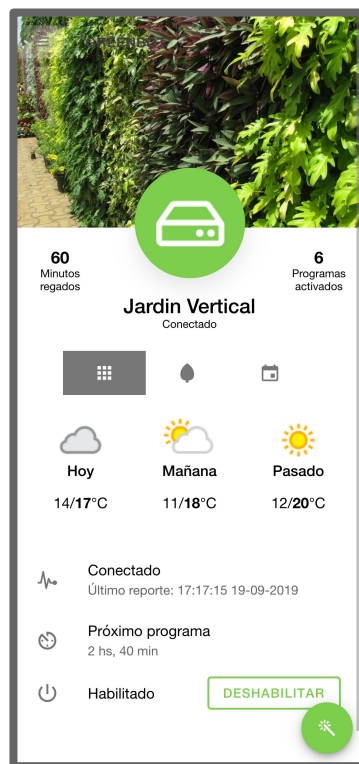 60
Minutos
regados
6
Programas
activados
Jardin Vertical
Conectado
Hoy
Mañana
Pasado
14/17°C
11/18°C
12/20°C
Conectado
Último reporte: 17:17:15 19-09-2019
Próximo programa
2 hs, 40 min
Habilitado
DESHABILITAR